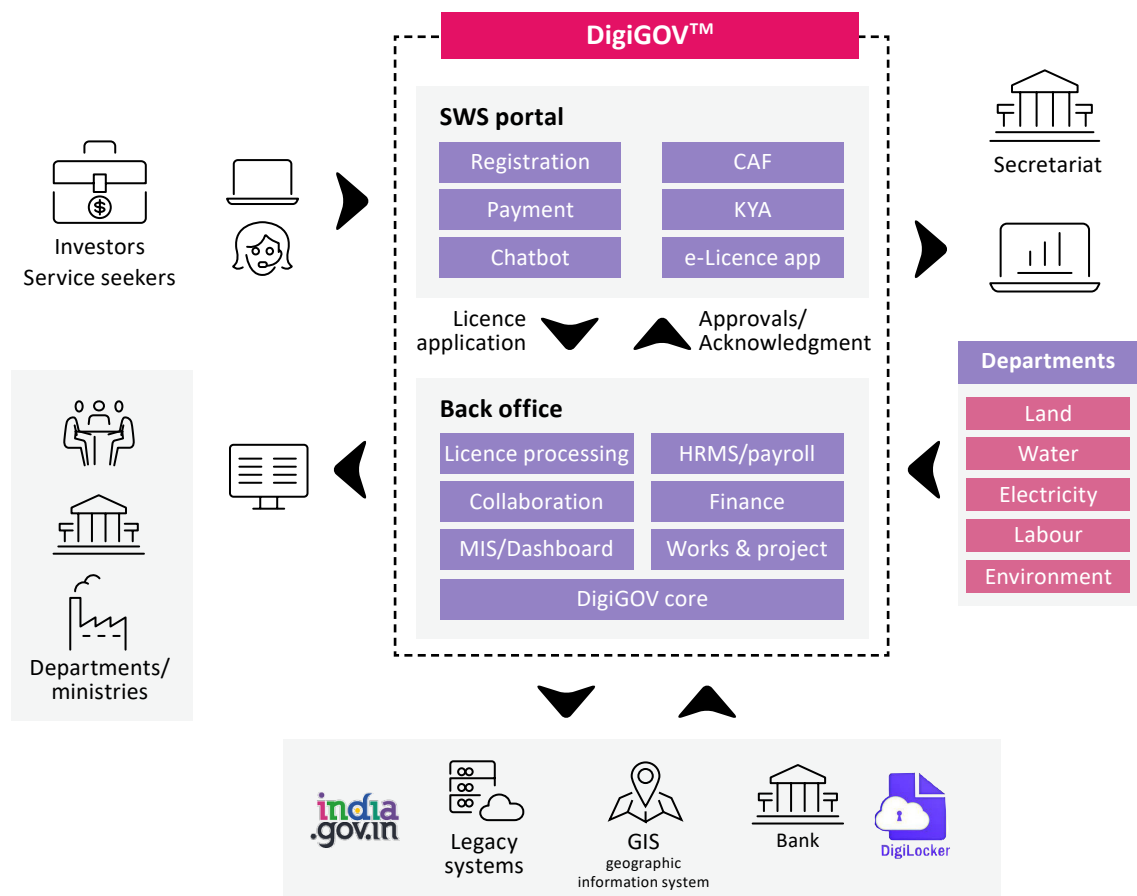 DigiGOV™
SWS portal
Registration
CAF
Payment
KYA
Chatbot
e-Licence app
Investors
Service seekers
Secretariat
Licence
application
Approvals/
Acknowledgment
Back office
Licence processing
HRMS/payroll
Collaboration
Finance
MIS/Dashboard
Works & project
DigiGOV core
Departments
Land
Water
Electricity
Labour
Environment
Departments/
ministries
india
.gov.in
Legacy
systems
GIS
geographic
information system
Bank
DigiLocker